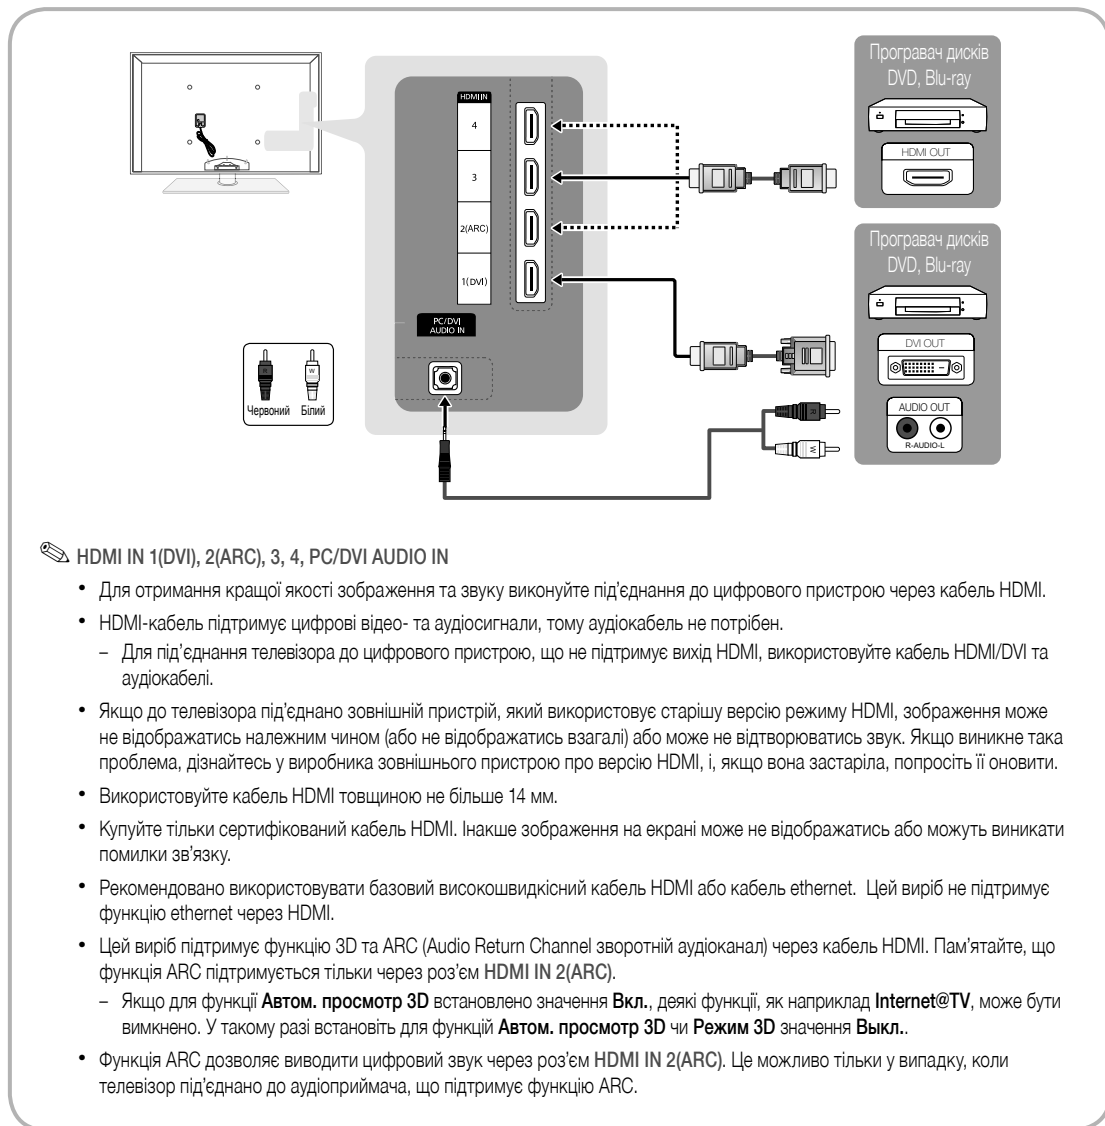 Програвач дисків
DVD, Blu-ray
HDMI OUT
HDMI IN
4
3
2(ARC)
1(DVI)
PC/DVI
AUDIO IN
Програвач дисків
DVD, Blu-ray
DVI OUT
AUDIO OUT
R-AUDIO-L
R
W
R
W
Червоний Білий
HDMI IN 1(DVI), 2(ARC), 3, 4, PC/DVI AUDIO IN
• Для отримання кращої якості зображення та звуку виконуйте під’єднання до цифрового пристрою через кабель HDMI.
• HDMI-кабель підтримує цифрові відео- та аудіосигнали, тому аудіокабель не потрібен.
– Для під’єднання телевізора до цифрового пристрою, що не підтримує вихід HDMI, використовуйте кабель HDMI/DVI та
аудіокабелі.
• Якщо до телевізора під’єднано зовнішній пристрій, який використовує старішу версію режиму HDMI, зображення може
не відображатись належним чином (або не відображатись взагалі) або може не відтворюватись звук. Якщо виникне така
проблема, дізнайтесь у виробника зовнішнього пристрою про версію HDMI, і, якщо вона застаріла, попросіть її оновити.
• Використовуйте кабель HDMI товщиною не більше 14 мм.
• Купуйте тільки сертифікований кабель HDMI. Інакше зображення на екрані може не відображатись або можуть виникати
помилки зв’язку.
• Рекомендовано використовувати базовий високошвидкісний кабель HDMI або кабель ethernet. Цей виріб не підтримує
функцію ethernet через HDMI.
• Цей виріб підтримує функцію 3D та ARC (Audio Return Channel зворотній аудіоканал) через кабель HDMI. Пам’ятайте, що
функція ARC підтримується тільки через роз’єм HDMI IN 2(ARC).
– Якщо для функції Автом. просмотр 3D встановлено значення Вкл., деякі функції, як наприклад Internet@TV, може бути
вимкнено. У такому разі встановіть для функцій Автом. просмотр 3D чи Режим 3D значення Выкл..
• Функція ARC дозволяє виводити цифровий звук через роз’єм HDMI IN 2(ARC). Це можливо тільки у випадку, коли
телевізор під’єднано до аудіоприймача, що підтримує функцію ARC.